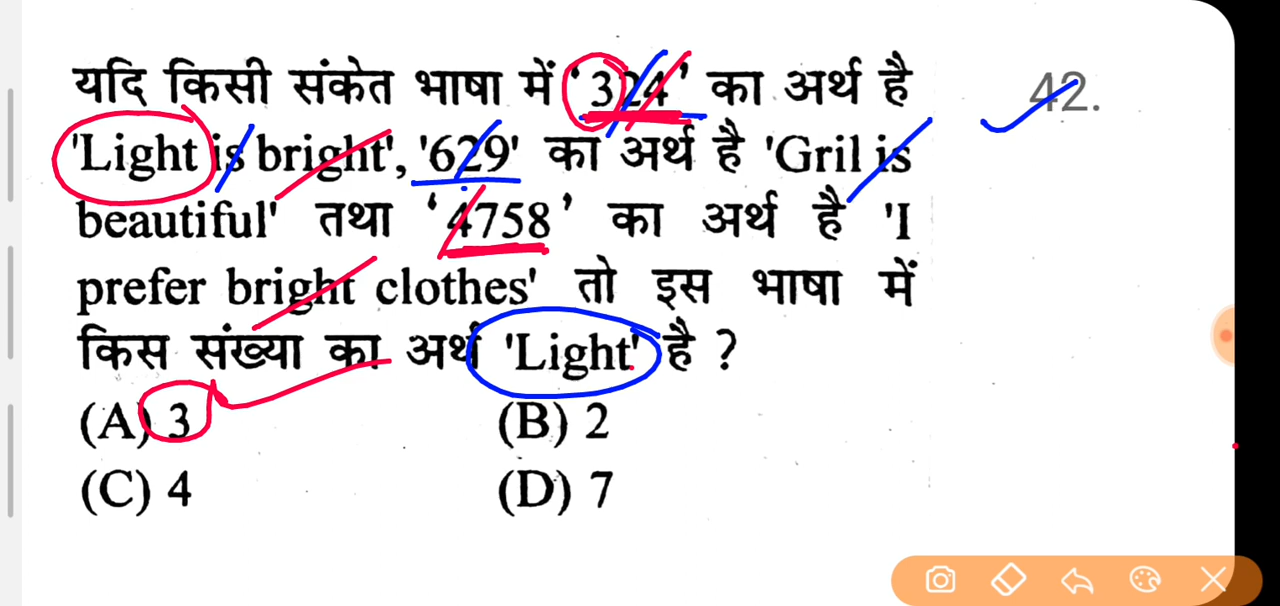 यदि किसी संकेत भाषा में '324' का अर्थ है
'Light is bright', '629' का अर्थ है 'Gril is
beautiful' तथा '4758' का अर्थ है 'I
prefer bright clothes' तो इस भाषा में
किस संख्या का अर्थ 'Light' है ?
(A) 3 (B) 2
(C) 4 (D) 7
42.